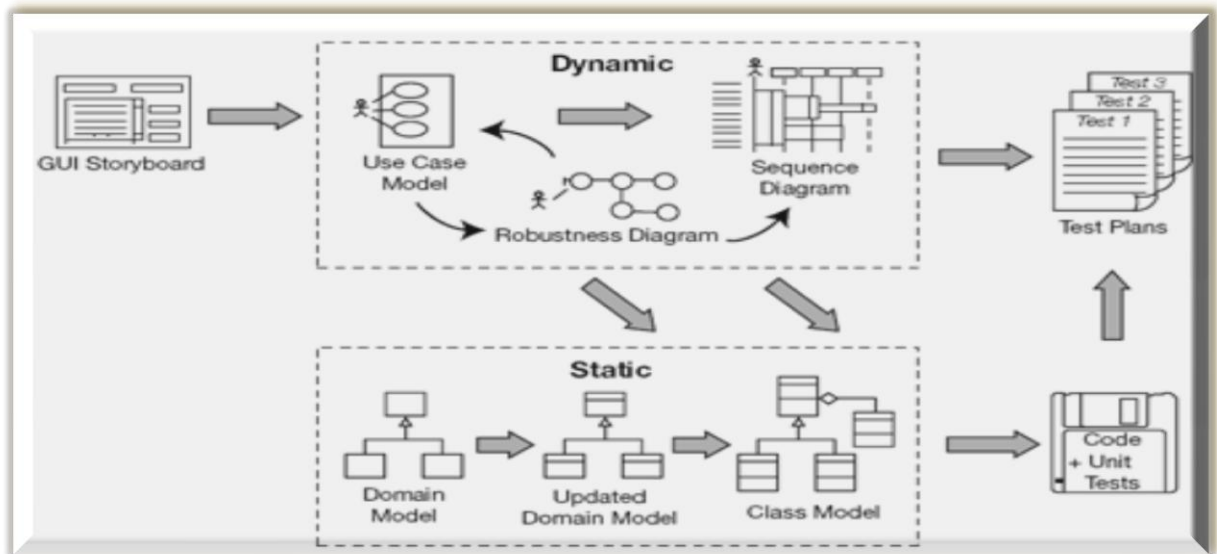 Dynamic
GUI Storyboard
Use Case
Model
Robustness Diagram
Sequence
Diagram
Test 3
Test 2
Test 1
Test Plans
Static
Domain
Model
Updated
Domain Model
Class Model
Code
+ Unit
Tests